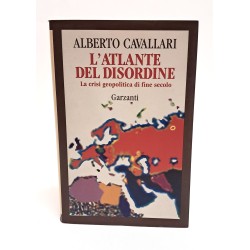 ALBERTO CAVALLARI
L'ATLANTE
DEL DISORDINE
La crisi geopolitica di fine secolo
Garzanti